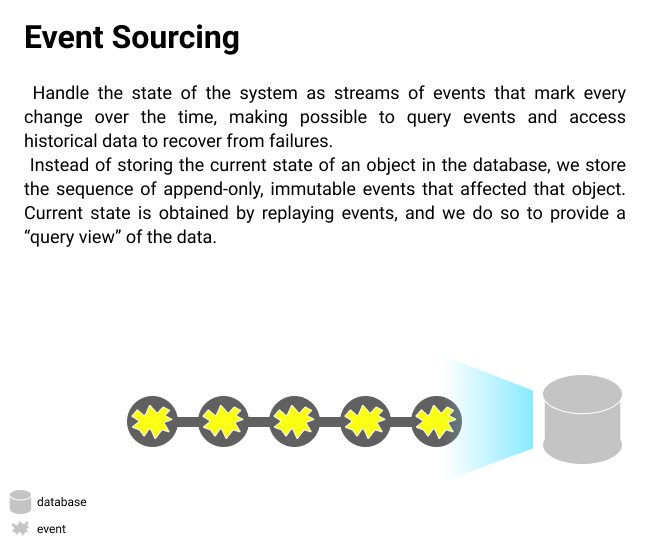 Event Sourcing
Handle the state of the system as streams of events that mark every
change over the time, making possible to query events and access
historical data to recover from failures.
Instead of storing the current state of an object in the database, we store
the sequence of append-only, immutable events that affected that object.
Current state is obtained by replaying events, and we do so to provide a
“query view” of the data.
database
event